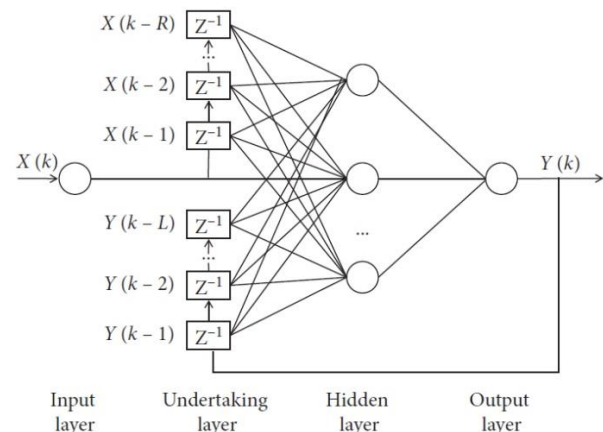 X (k – R)
Z⁻¹
...
X (k – 2)
Z⁻¹
X (k – 1)
Z⁻¹
X (k)
Y (k)
Y (k – L)
Z⁻¹
...
...
Y (k – 2)
Z⁻¹
Y (k – 1)
Z⁻¹
Input
layer
Undertaking
layer
Hidden
layer
Output
layer